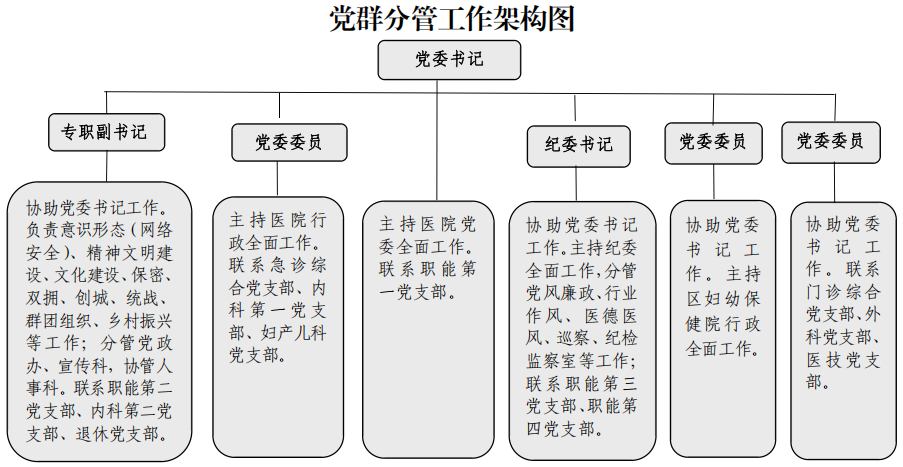 党群分管工作架构图
党委书记
专职副书记
协助党委书记工作。
负责意识形态(网络
安全)、精神文明建
设、文化建设、保密、
双拥、创城、统战、
群团组织、乡村振兴
等工作；分管党政
办、宣传科，协管人
事科。联系职能第二
党支部、内科第二党
支部、退休党支部。
党委委员
主持医院行
政全面工作。
联系急诊综
合党支部、内
科第一党支
部、妇产儿科
党支部。
主持医院党
委全面工作。
联系职能第
一党支部。
纪委书记
协助党委书记
工作。主持纪委
全面工作，分管
党风廉政、行业
作风、医德医
风、巡察、纪检
监察室等工作；
联系职能第三
党支部、职能第
四党支部。
党委委员
协助党委
书记工
作。主持
区妇幼保
健院行政
全面工作。
党委委员
协助党委
书记工
作。联系
门诊综合
党支部、外
科党支部、
医技党支
部。